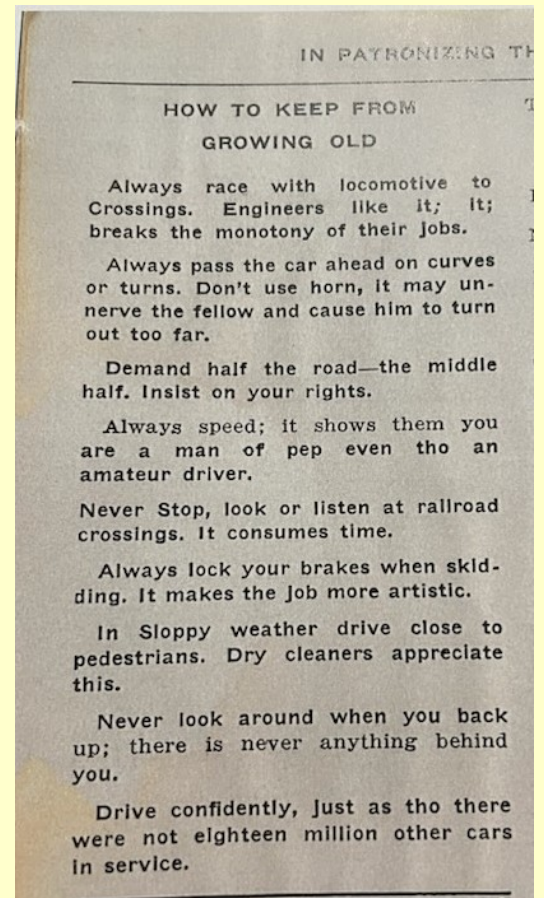 IN PATRONIZING TH
HOW TO KEEP FROM
GROWING OLD
Always race with locomotive to
Crossings. Engineers like it; it;
breaks the monotony of their jobs.
Always pass the car ahead on curves
or turns. Don't use horn, it may un-
nerve the fellow and cause him to turn
out too far.
Demand half the road—the middle
half. Insist on your rights.
Always speed; it shows them you
are a man of pep even tho an
amateur driver.
Never Stop, look or listen at railroad
crossings. It consumes time.
Always lock your brakes when skid-
ding. It makes the job more artistic.
In Sloppy weather drive close to
pedestrians. Dry cleaners appreciate
this.
Never look around when you back
up; there is never anything behind
you.
Drive confidently, just as tho there
were not eighteen million other cars
in service.